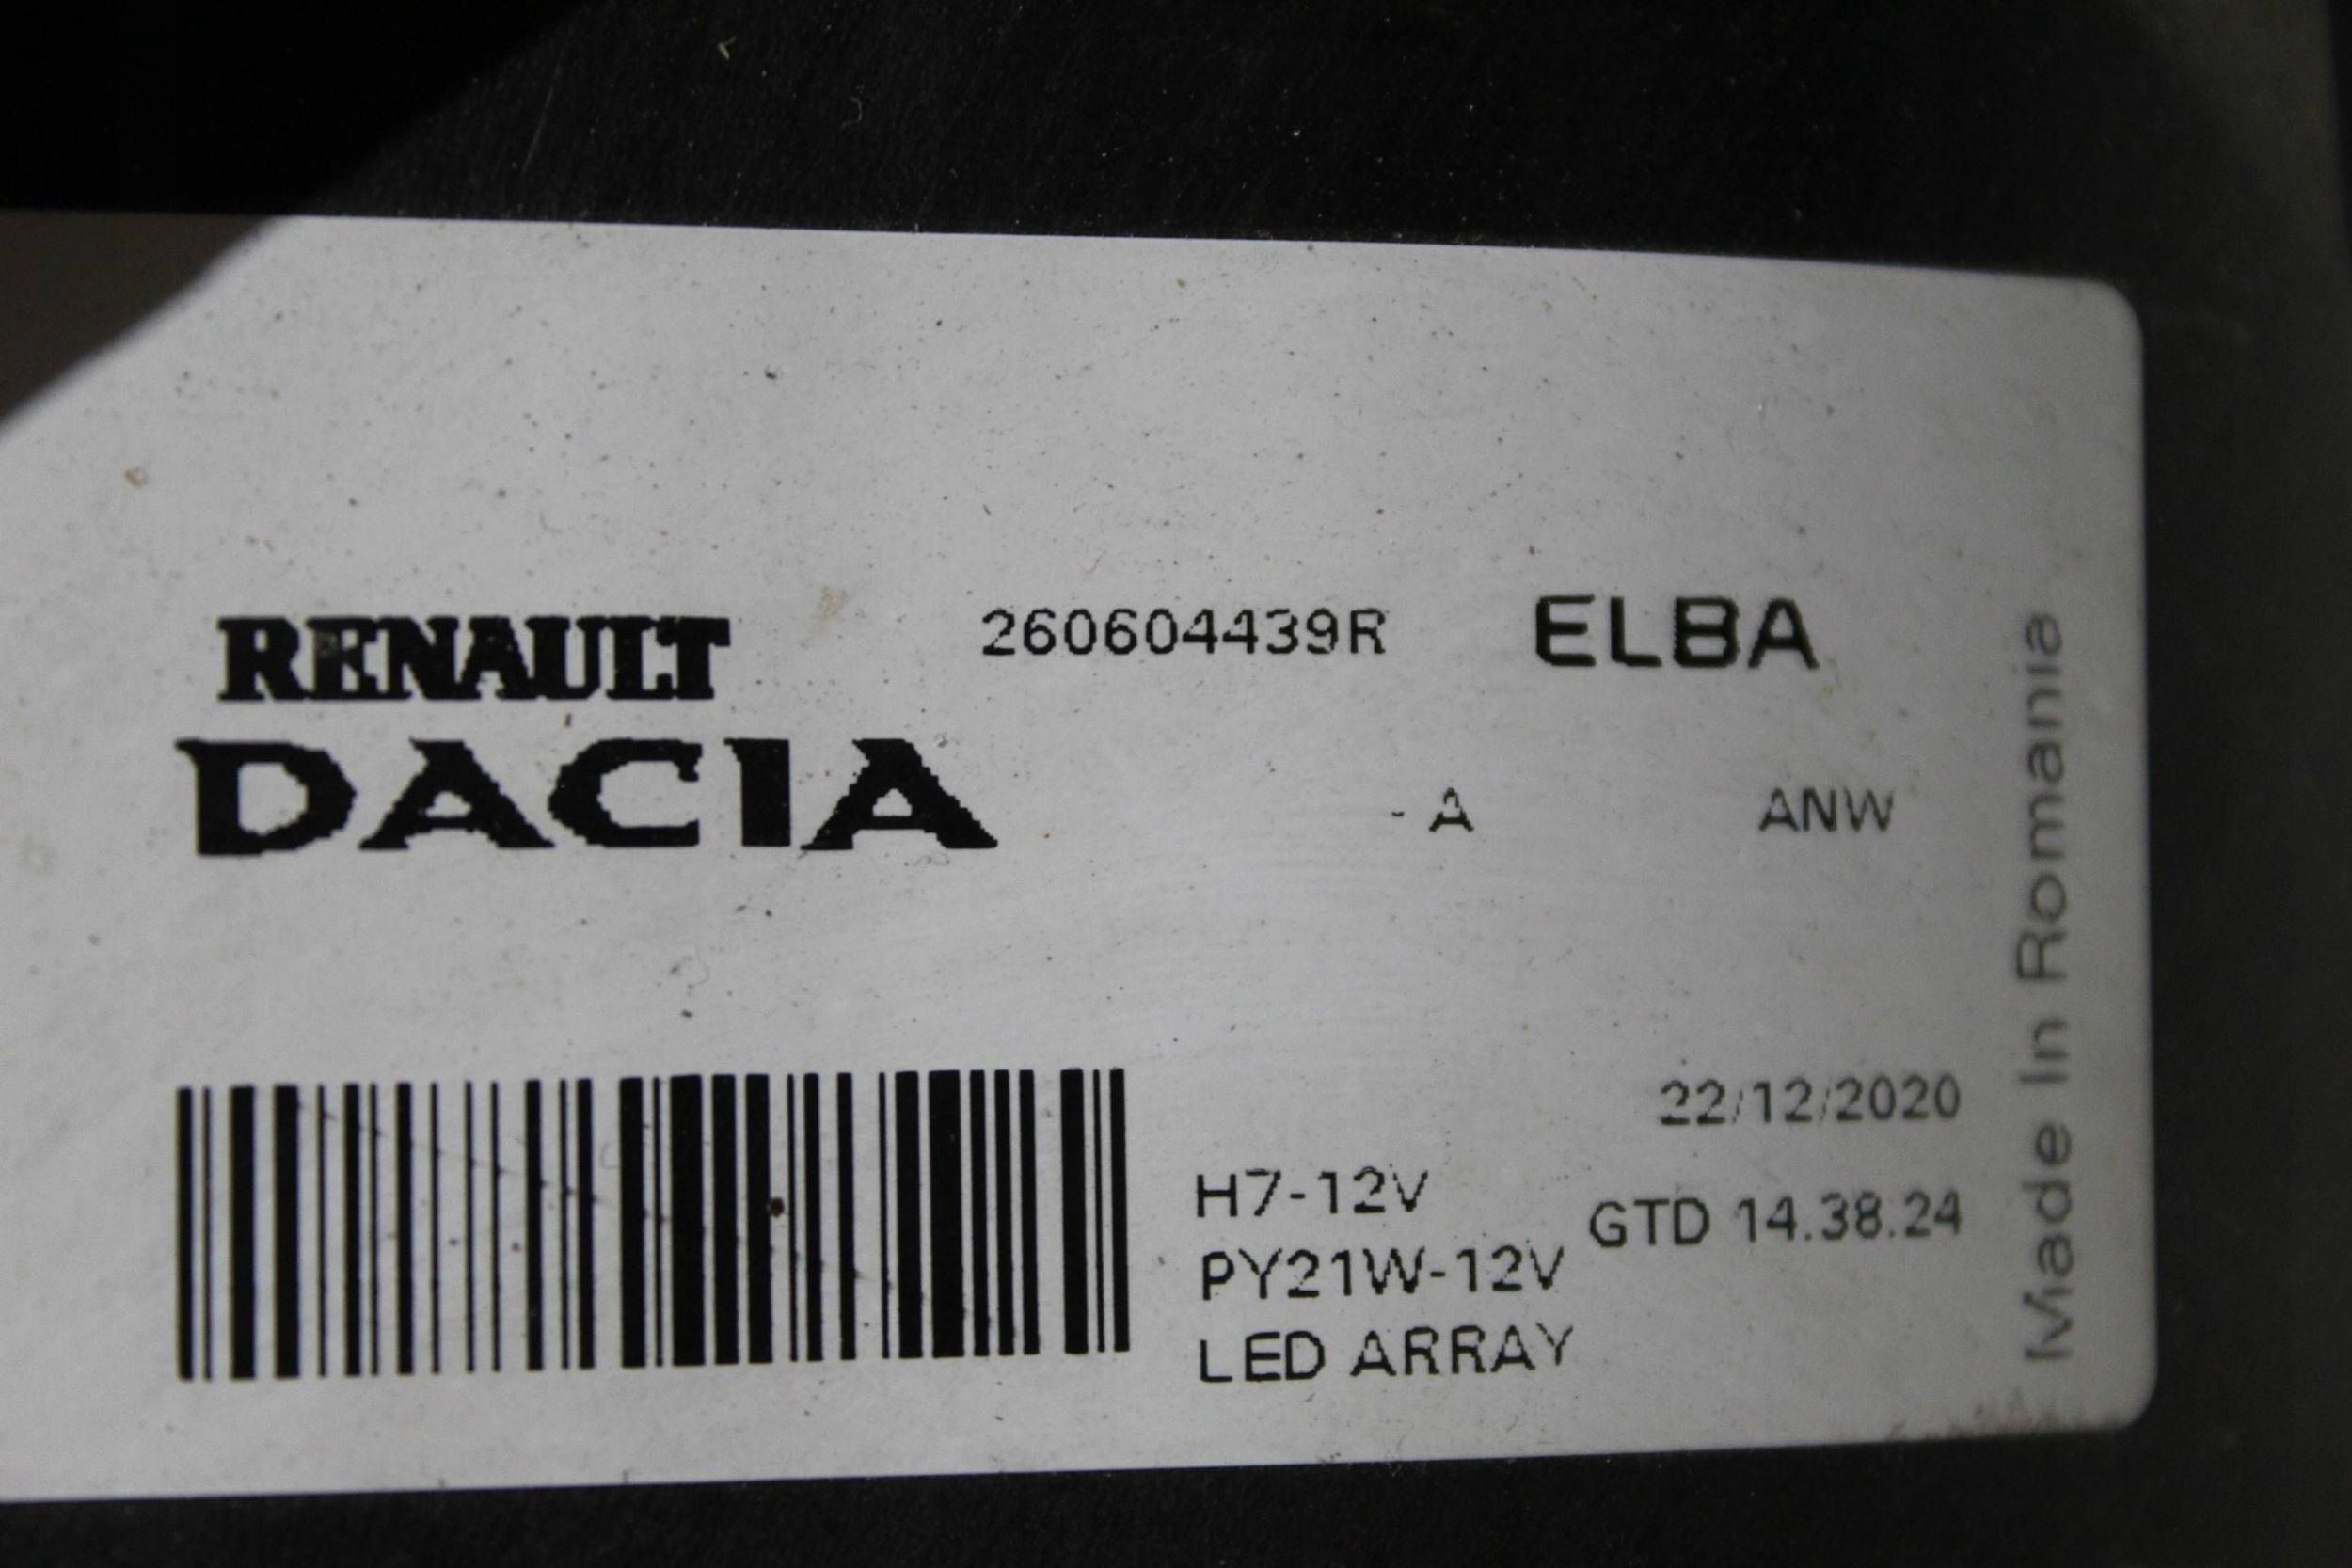 RENAULT 260604439R ELBA
DACIA - A ANW
22/12/2020
H7-12V GTD 14.38.24
PY21W-12V
LED ARRAY
Made In Romania